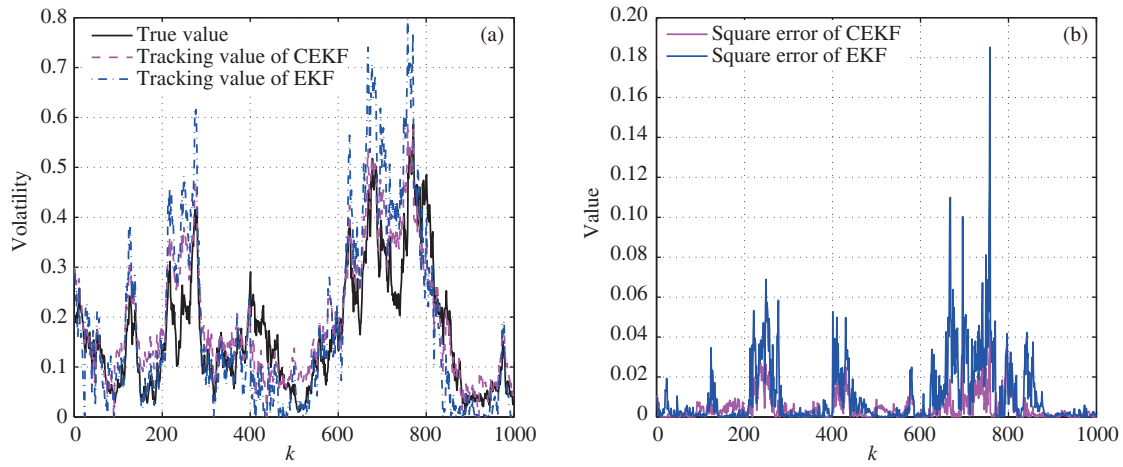 0.8
0.7
0.6
0.5
0.4
0.3
0.2
0.1
0
Volatility
True value
Tracking value of CEKF
Tracking value of EKF
(a)
0 200 400 600 800 1000
k
0.20
0.18
0.16
0.14
0.12
0.10
0.08
0.06
0.04
0.02
0
Value
Square error of CEKF
Square error of EKF
(b)
0 200 400 600 800 1000
k